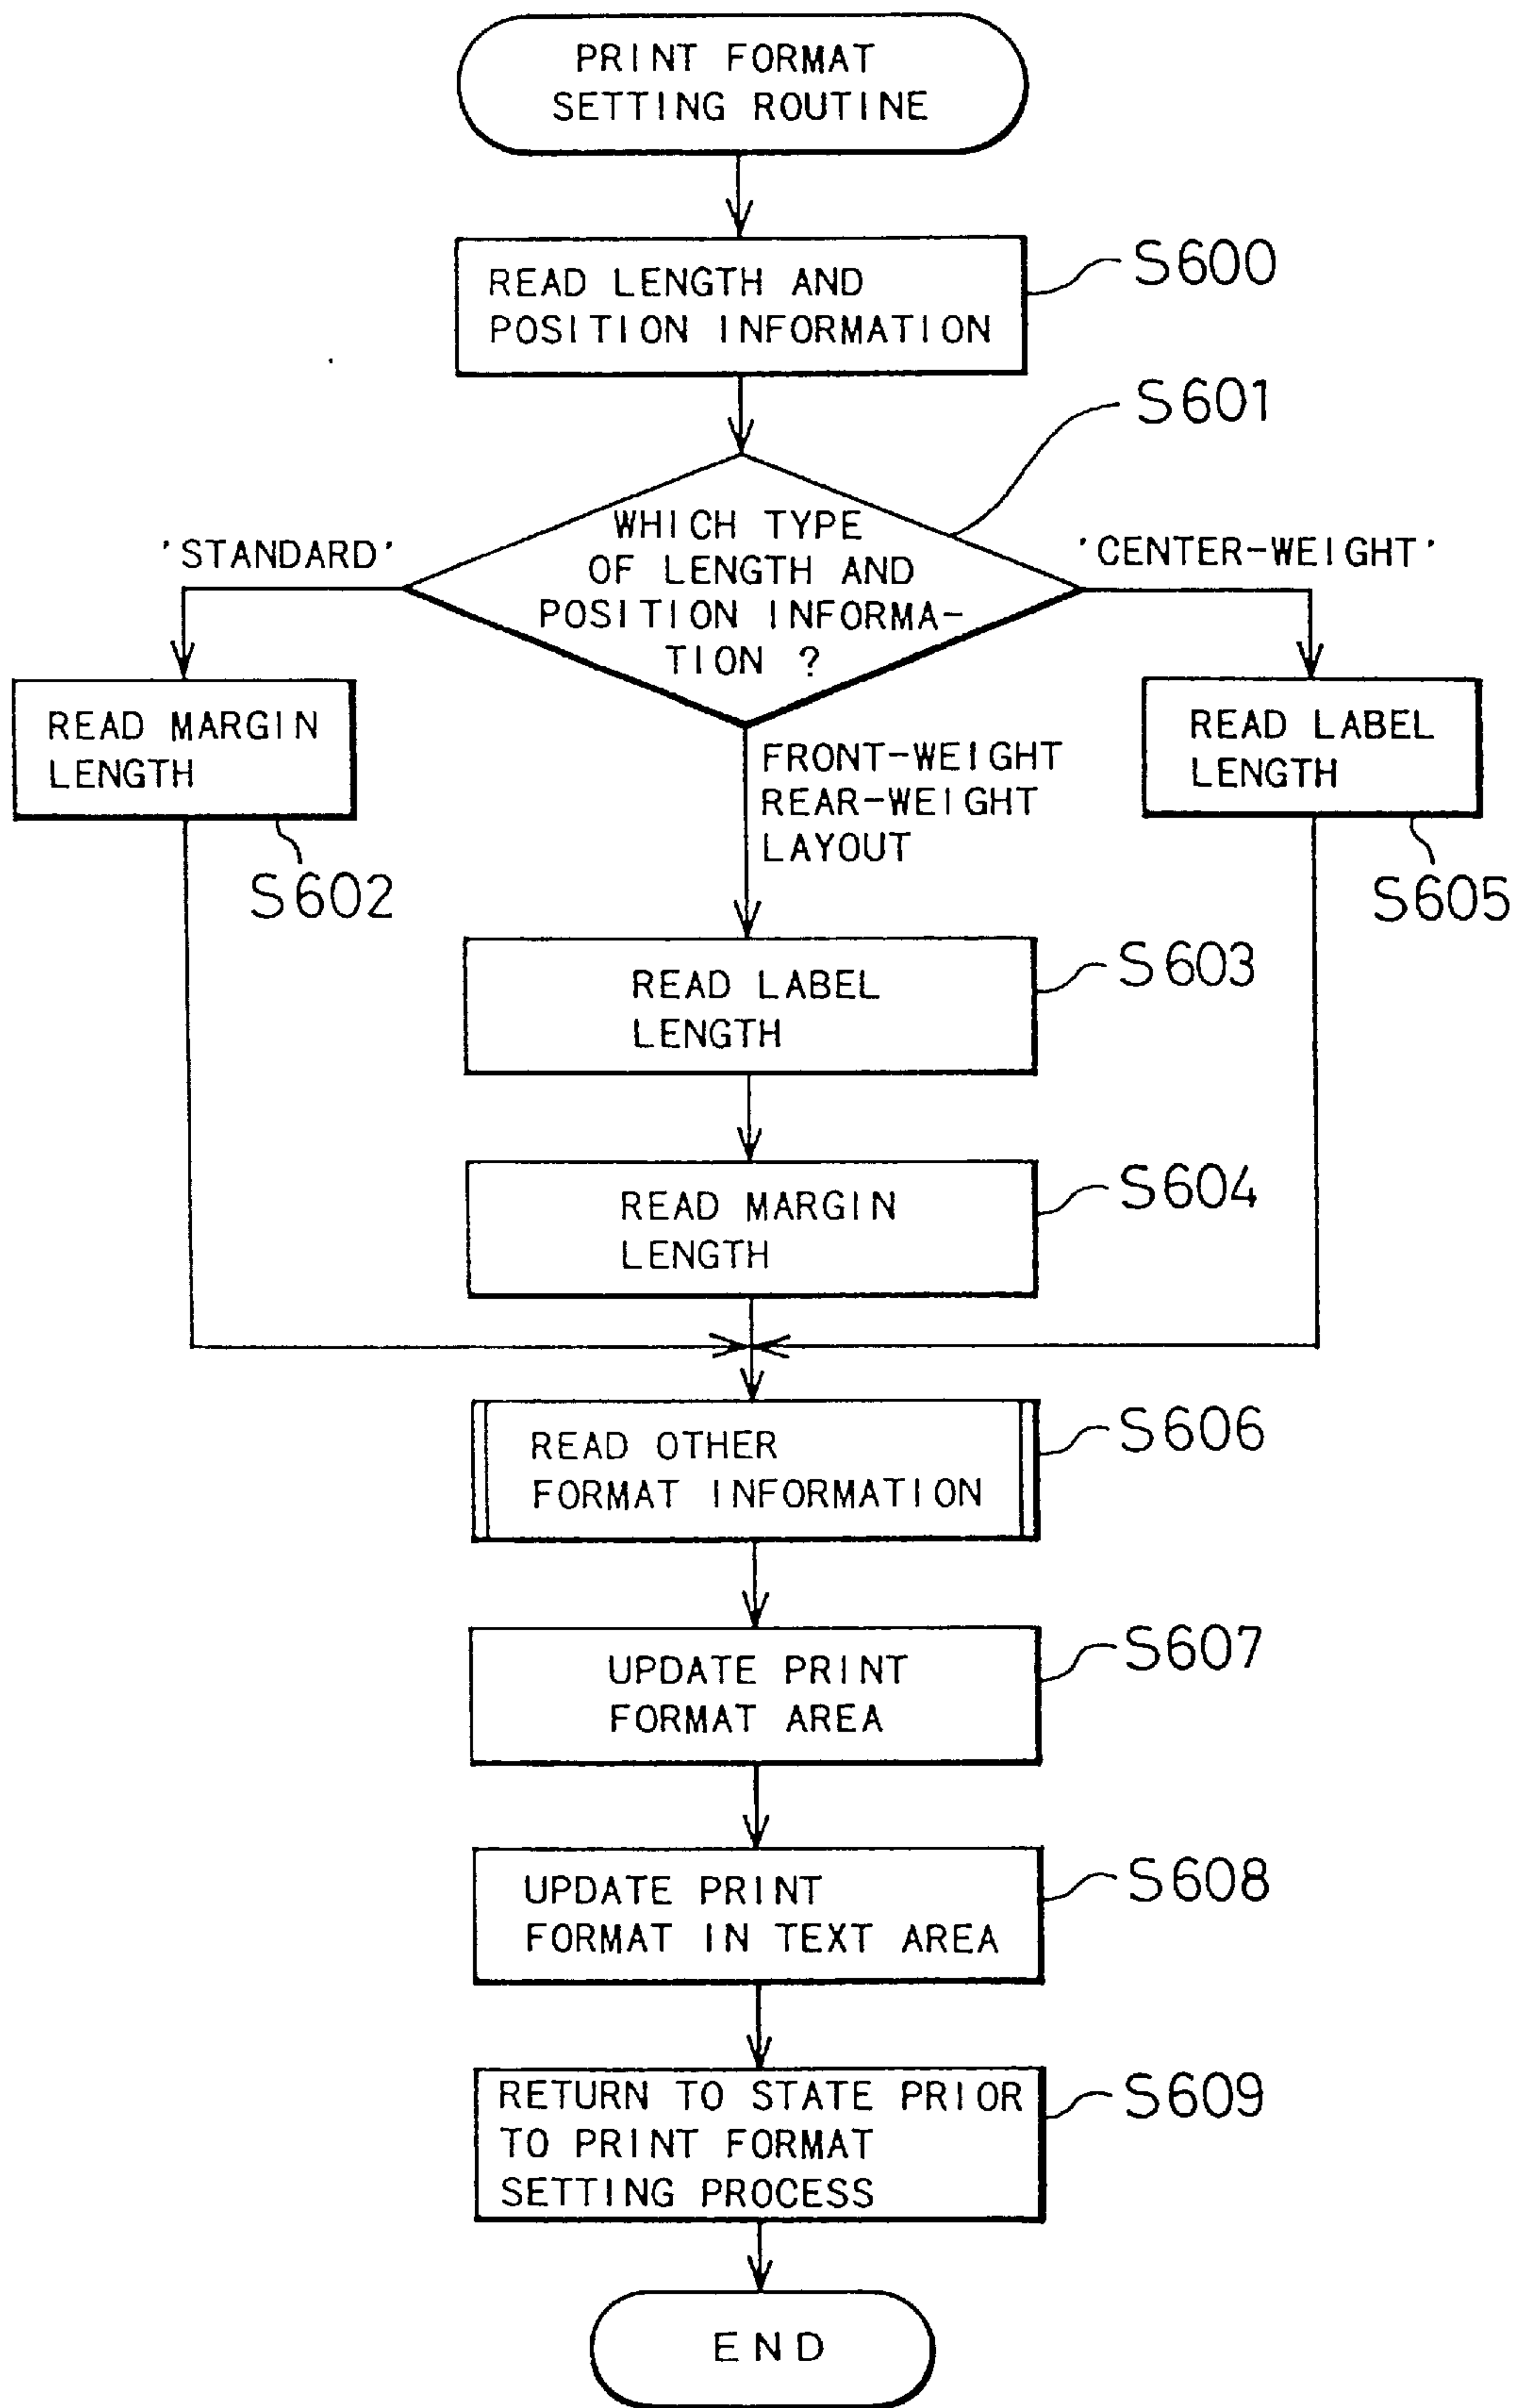 PRINT FORMAT
SETTING ROUTINE
READ LENGTH AND
POSITION INFORMATION
S600
S601
WHICH TYPE
OF LENGTH AND
POSITION INFORMA-
TION ?
'STANDARD'
'CENTER-WEIGHT'
READ MARGIN
LENGTH
S602
FRONT-WEIGHT
REAR-WEIGHT
LAYOUT
READ LABEL
LENGTH
S605
READ LABEL
LENGTH
S603
READ MARGIN
LENGTH
S604
READ OTHER
FORMAT INFORMATION
S606
UPDATE PRINT
FORMAT AREA
S607
UPDATE PRINT
FORMAT IN TEXT AREA
S608
RETURN TO STATE PRIOR
TO PRINT FORMAT
SETTING PROCESS
S609
END